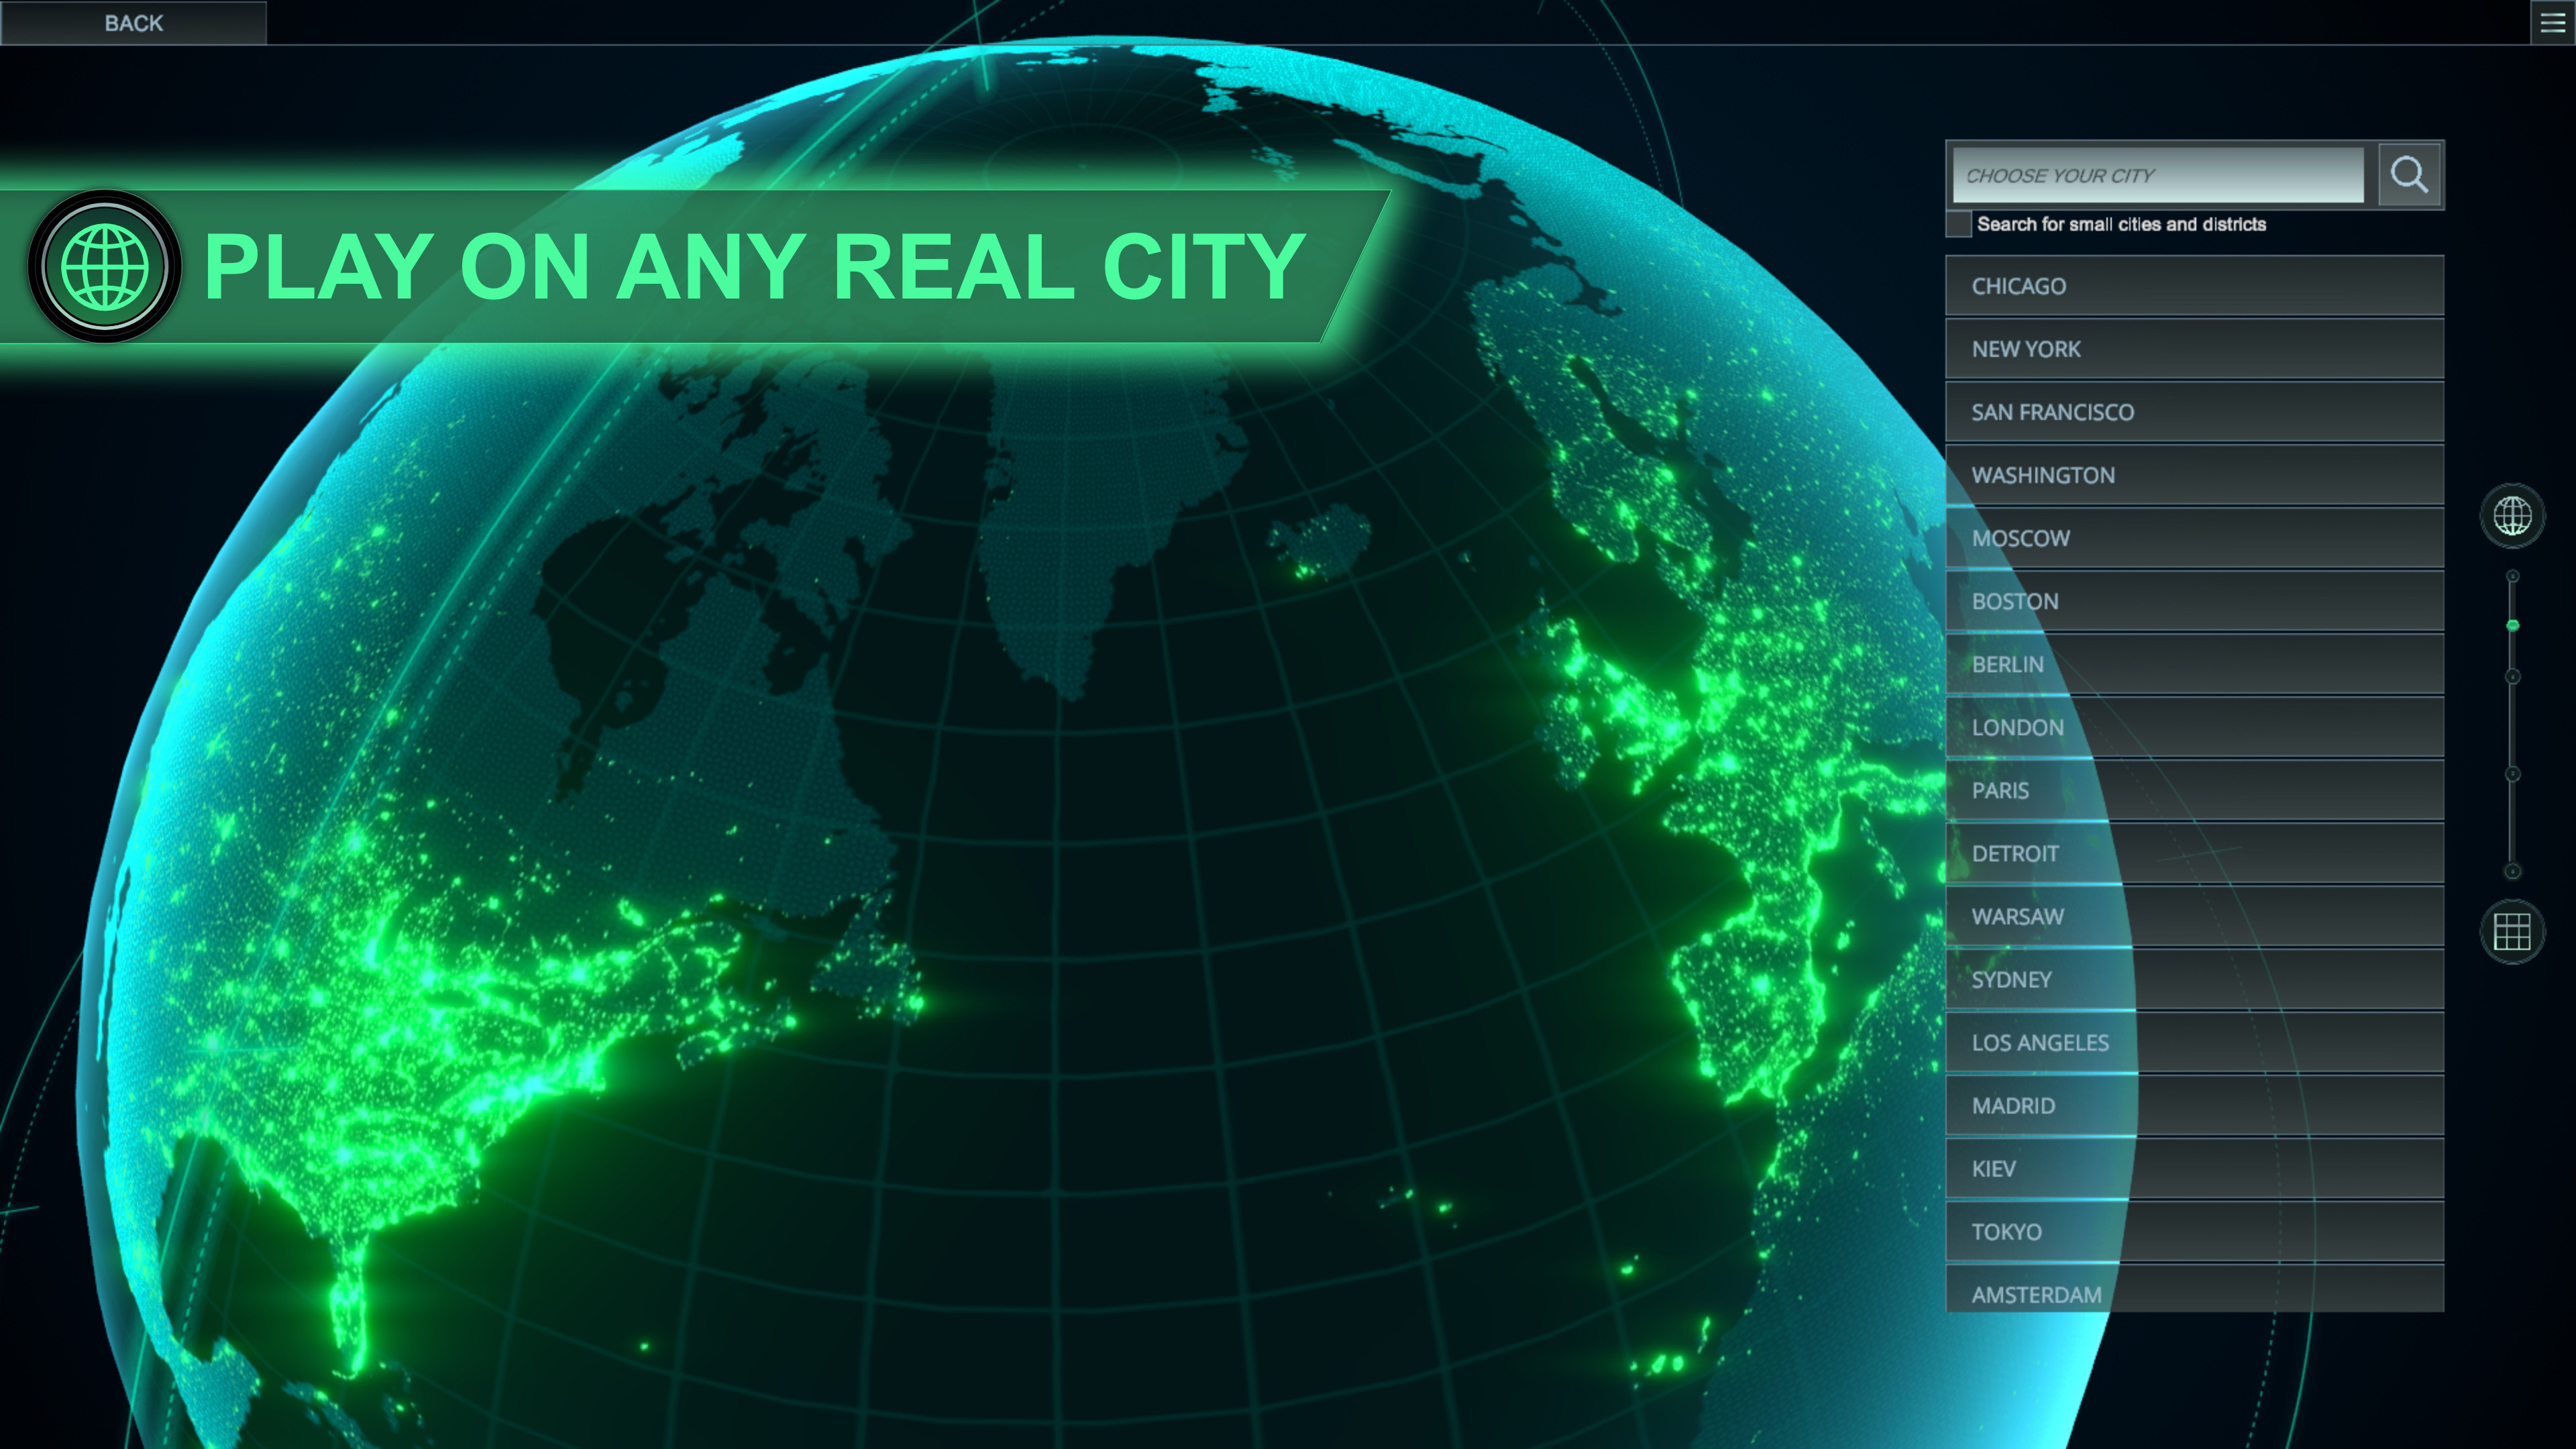 BACK
PLAY ON ANY REAL CITY
CHOOSE YOUR CITY
Search for small cities and districts
CHICAGO
NEW YORK
SAN FRANCISCO
WASHINGTON
MOSCOW
BOSTON
BERLIN
LONDON
PARIS
DETROIT
WARSAW
SYDNEY
LOS ANGELES
MADRID
KIEV
TOKYO
AMSTERDAM